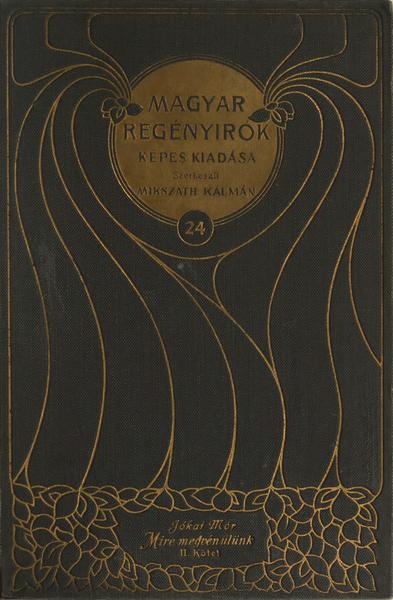 MAGYAR
REGÉNYIRÓK
KÉPES KIADÁSA
Szerkeszti
MIKSZÁTH KÁLMÁN
24
Jókai Mór
Mire megvénülünk
II. Kötet